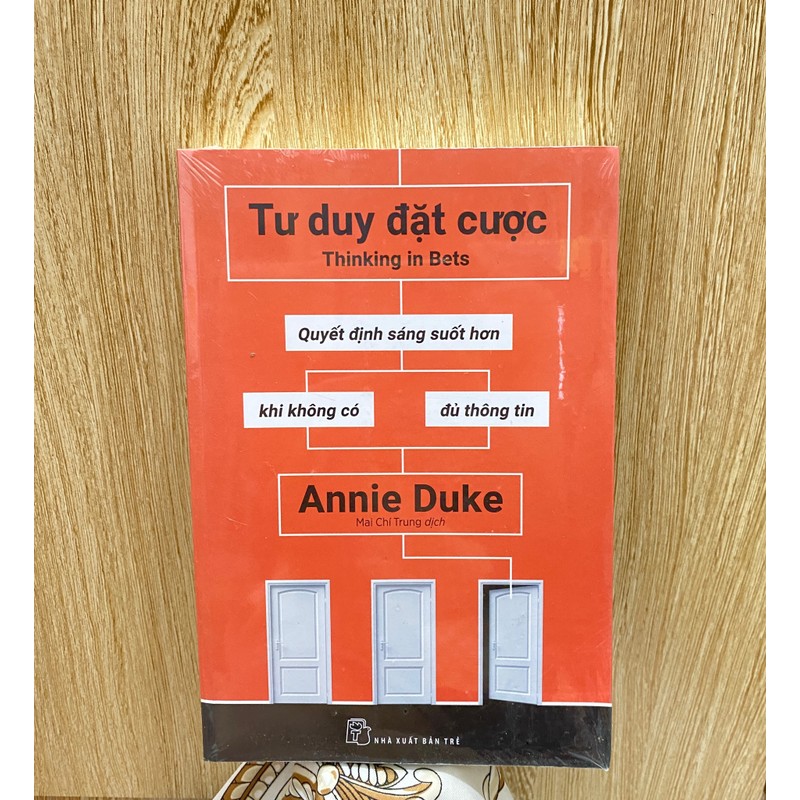 Tư duy đặt cược
Thinking in Bets
Quyết định sáng suốt hơn
khi không có
đủ thông tin
Annie Duke
Mai Chí Trung dịch
NHÀ XUẤT BẢN TRẺ